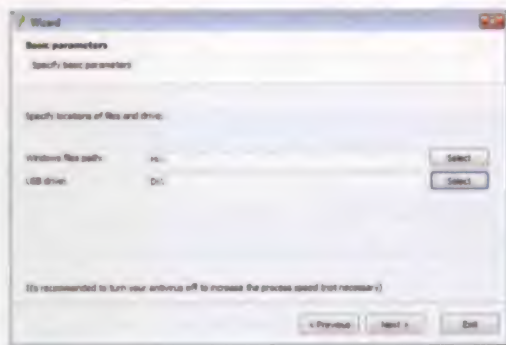 Wizard
Basic parameters
Specify basic parameters
Specify locations of files and drive:
Windows files path: H:\
Select
USB drive: D:\
Select
It's recommended to turn your antivirus off to increase the process speed (not necessary)
< Previous Next > Exit